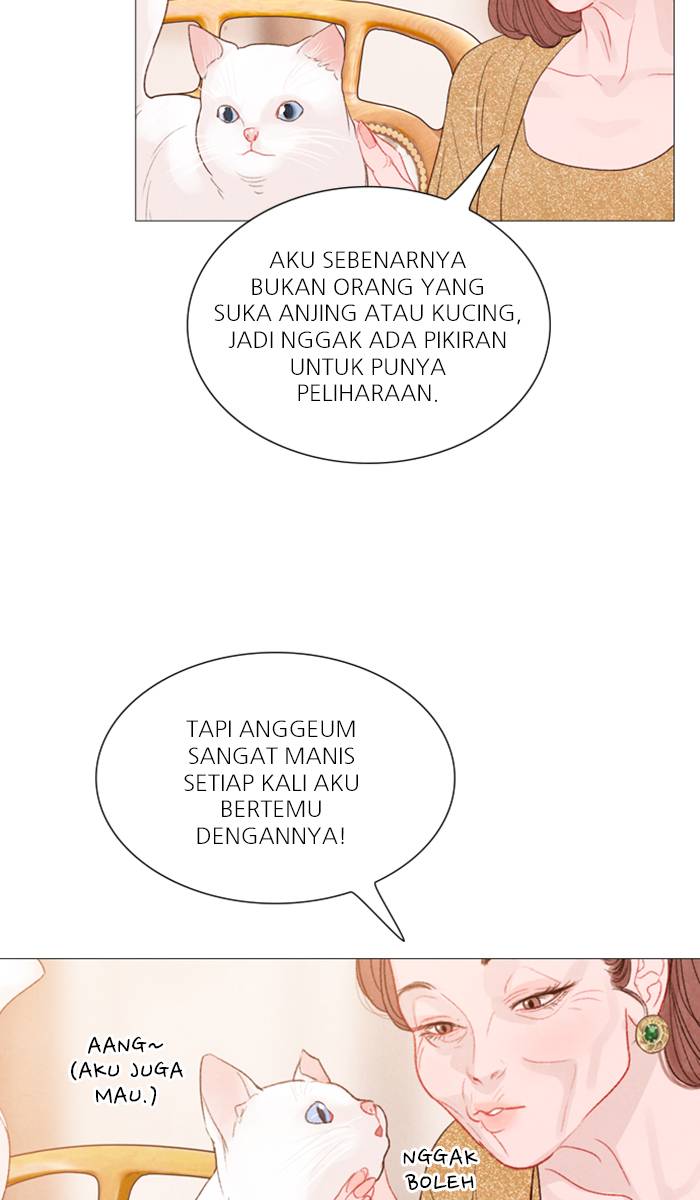 AKU SEBENARNYA
BUKAN ORANG YANG
SUKA ANJING ATAU KUCING,
JADI NGGAK ADA PIKIRAN
UNTUK PUNYA
PELIHARAAN.
TAPI ANGGEUM
SANGAT MANIS
SETIAP KALI AKU
BERTEMU
DENGANNYA!
AANG~
(AKU JUGA
MAU.)
NGGAK
BOLEH